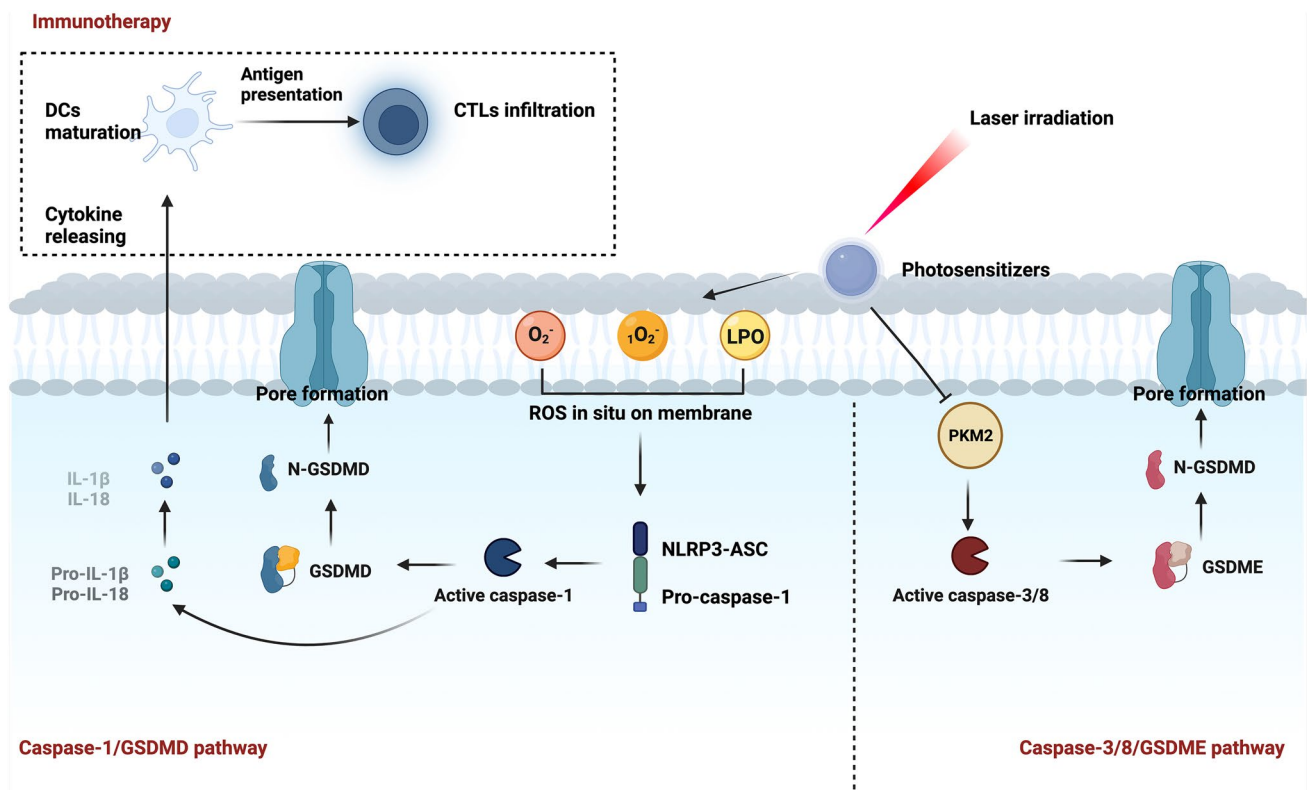 Immunotherapy
Antigen
presentation
DCs
maturation
CTLs infiltration
Cytokine
releasing
Laser irradiation
Photosensitizers
O₂⁻
₁O₂⁻
LPO
ROS in situ on membrane
Pore formation
N-GSDMD
GSDMD
IL-1β
IL-18
Pro-IL-1β
Pro-IL-18
Active caspase-1
NLRP3-ASC
Pro-caspase-1
Caspase-1/GSDMD pathway
PKM2
Active caspase-3/8
Pore formation
N-GSDMD
GSDME
Caspase-3/8/GSDME pathway